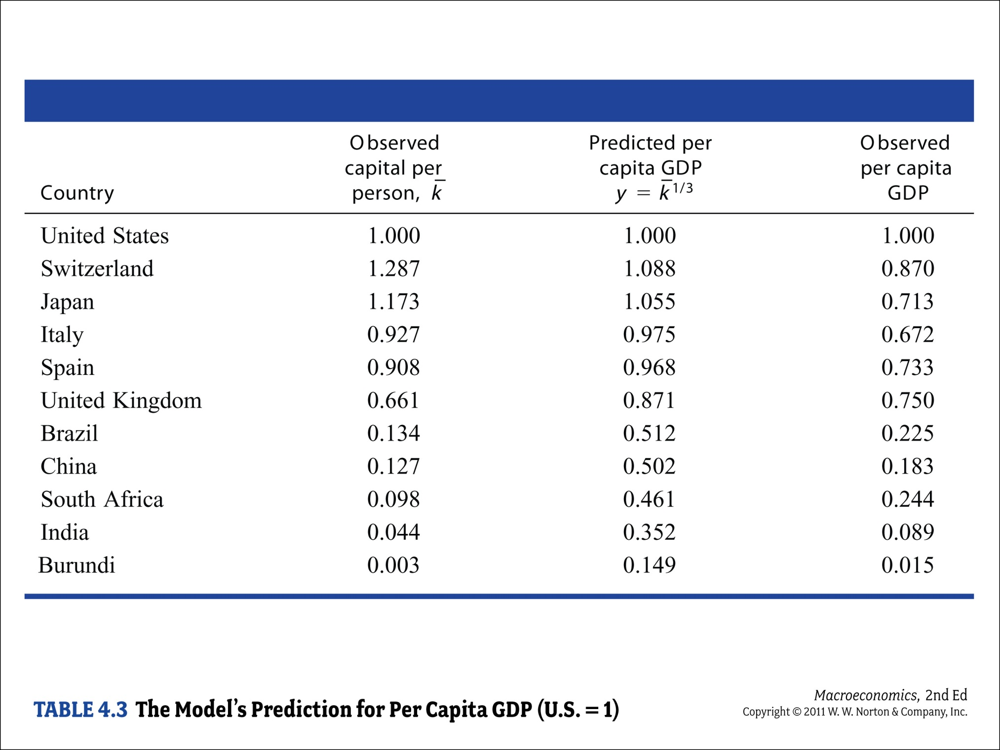 Observed Predicted per Observed
capital per capita GDP per capita
Country person, k̅ y = k̅^1/3 GDP
United States 1.000 1.000 1.000
Switzerland 1.287 1.088 0.870
Japan 1.173 1.055 0.713
Italy 0.927 0.975 0.672
Spain 0.908 0.968 0.733
United Kingdom 0.661 0.871 0.750
Brazil 0.134 0.512 0.225
China 0.127 0.502 0.183
South Africa 0.098 0.461 0.244
India 0.044 0.352 0.089
Burundi 0.003 0.149 0.015
TABLE 4.3 The Model’s Prediction for Per Capita GDP (U.S. = 1)
Macroeconomics, 2nd Ed
Copyright © 2011 W. W. Norton & Company, Inc.